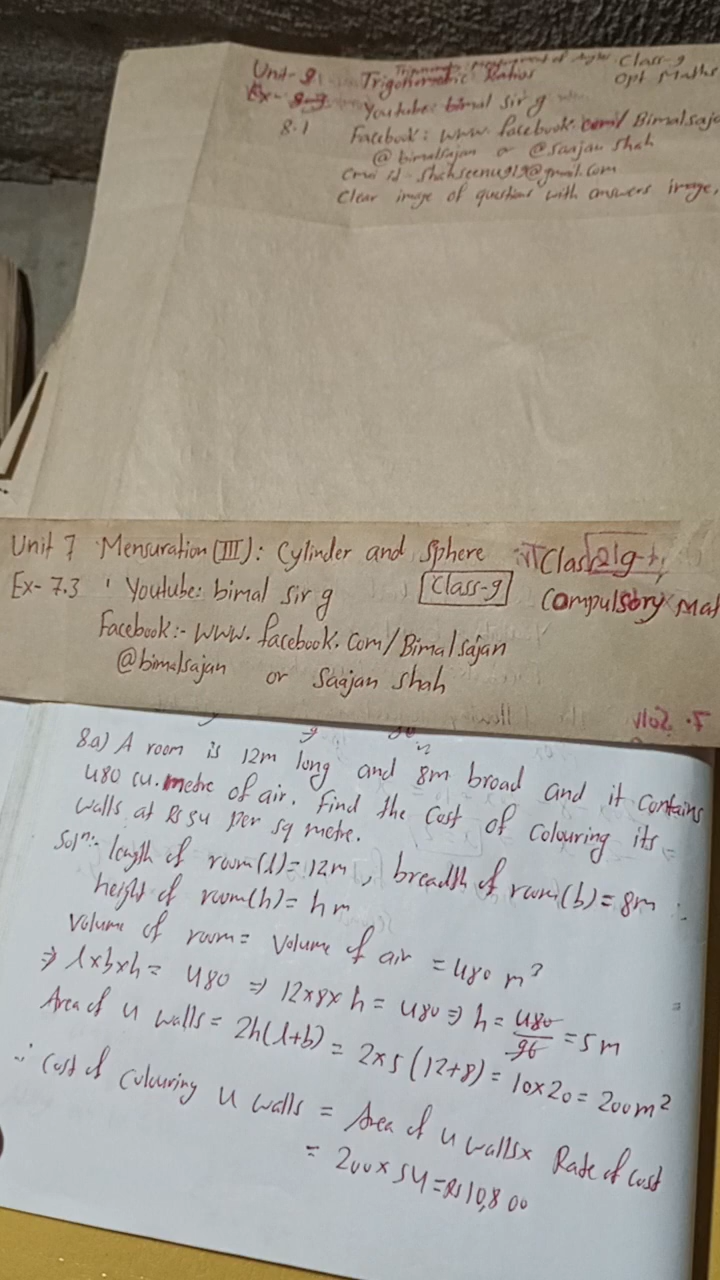 Unit-9 Trigonometric Ratios Class-9
Opt Maths
8.1 Youtube: bimal sir g
Facebook: www.facebook.com/Bimalsaja
@bimalsajan or @saajan shah
Clear image of questions with answers image,
Unit 7 Mensuration (III): Cylinder and Sphere
Ex- 7.3 Youtube: bimal sir g Class-9 Compulsory Mat
Facebook:- www.facebook.com/Bimalsajan
@bimalsajan or Saajan shah
8a) A room is 12m long and 8m broad and it contains
480 cu. metre of air. Find the cost of colouring its
walls at Rs 54 per sq metre.
Solⁿ:- length of room(l)= 12m, breadth of room(b)= 8m
height of room(h)= h m
Volume of room= Volume of air = 480 m³
⇒ l×b×h= 480 ⇒ 12×8×h = 480 ⇒ h = 480/96 = 5m
Area of 4 walls = 2h(l+b) = 2×5(12+8) = 10×20 = 200m²
∴ Cost of colouring 4 walls = Area of 4 walls× Rate of cost
= 200×54=Rs10,800